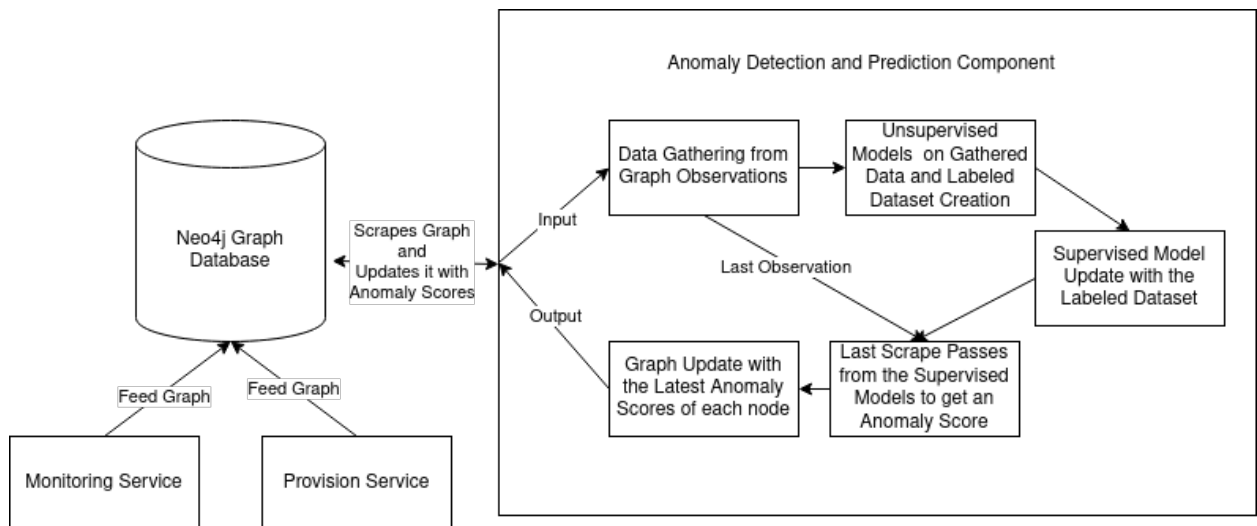 Anomaly Detection and Prediction Component
Neo4j Graph
Database
Scrapes Graph
and
Updates it with
Anomaly Scores
Input
Output
Data Gathering from
Graph Observations
Unsupervised
Models on Gathered
Data and Labeled
Dataset Creation
Last Observation
Supervised Model
Update with the
Labeled Dataset
Graph Update with
the Latest Anomaly
Scores of each node
Last Scrape Passes
from the Supervised
Models to get an
Anomaly Score
Feed Graph
Feed Graph
Monitoring Service
Provision Service